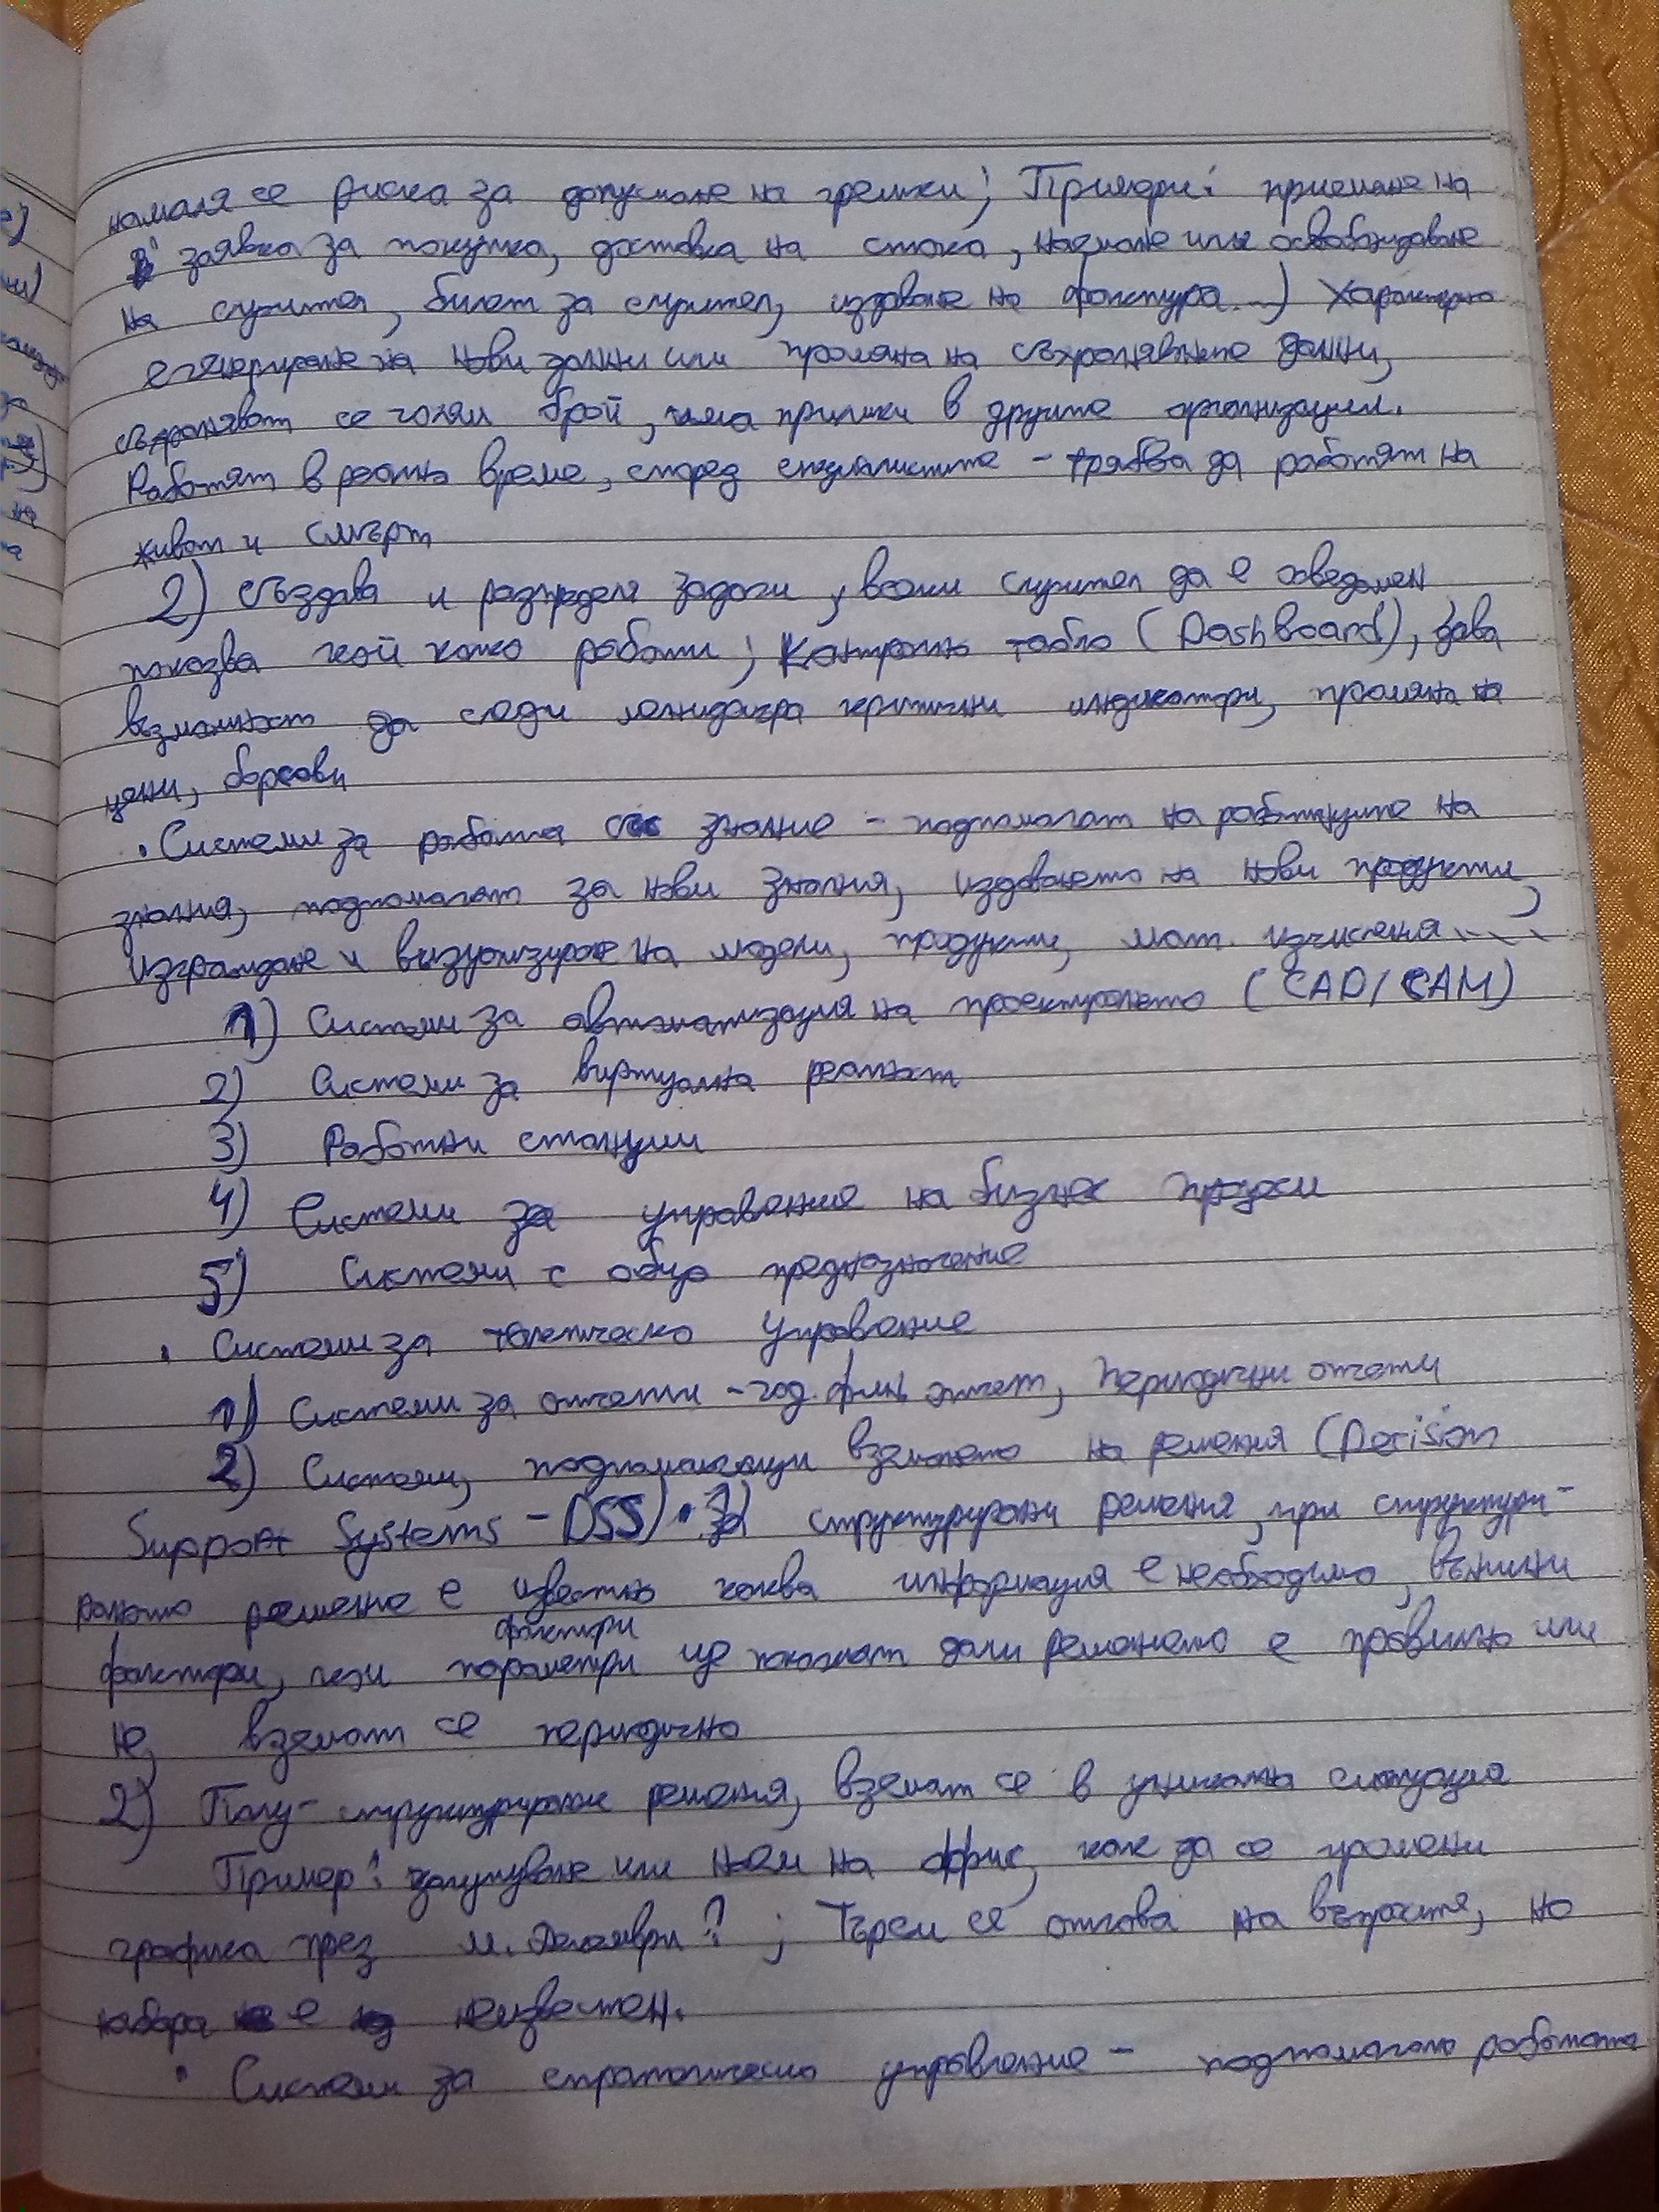 намаля се риска за допускане на грешки; Примери: приемане на
заявка за покупка, доставка на стока, наемане или освобождаване
на служител, билет за служител, издаване на фактура...) Характерно
е генериране на нови данни или промяна на съхраняваните данни,
съхраняват се голям брой, има прилики в другите организации.
Работят в реално време, според специалистите - трябва да работят на
живот и смърт
2) създава и разпределя задачи, всеки служител да е осведомен
показва кой какво работи; Контролно табло (Dashboard), дава
възможност да следи мениджъра критични индикатори, промяна на
цени, борсови
• Системи за работа със знание - подпомагат на работещите на
знания, подпомагат за нови знания, издаването на нови продукти,
изграждане и визуализиране на модели, продукти, мат. изчисления....
1) Системи за автоматизация на проектирането (CAD/CAM)
2) Системи за виртуална реалност
3) Работни станции
4) Системи за управление на бизнес процеси
5) Системи с общо предназначение
• Системи за тактическо управление
1) Системи за отчети - год. фин. отчет, периодични отчети
2) Системи, подпомагащи вземането на решения (Decision
Support Systems - DSS) • 1) структурирани решения, при структури-
раното решение е известно каква информация е необходима, външни
фактори
фактори, тези параметри ще покажат дали решението е правилно или
не, вземат се периодично
2) Полу-структурирани решения, вземат се в уникална ситуация
Пример: закупуване или наем на офис, как да се промени
графика през м. Декември? ; Търси се отговор на въпросите, но
набора е неизвестен.
• Системи за стратегическо управление - подпомагане работата